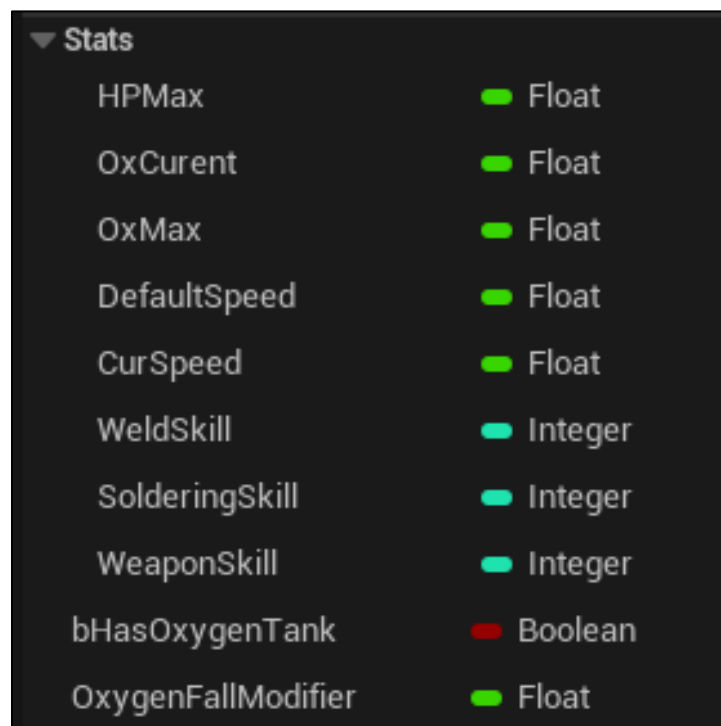 Stats
HPMax Float
OxCurent Float
OxMax Float
DefaultSpeed Float
CurSpeed Float
WeldSkill Integer
SolderingSkill Integer
WeaponSkill Integer
bHasOxygenTank Boolean
OxygenFallModifier Float